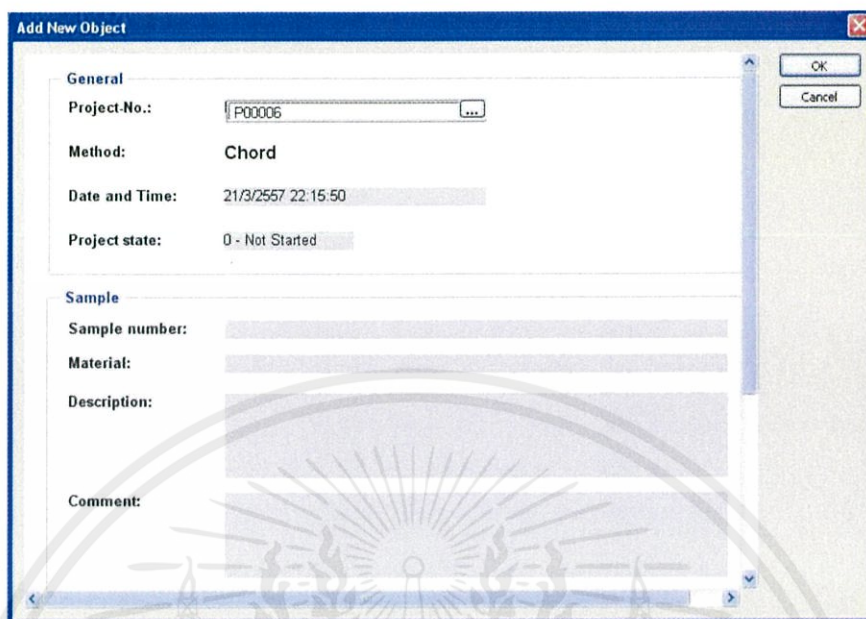 Add New Object
OK
Cancel
General
Project-No.: P00006 ...
Method: Chord
Date and Time: 21/3/2557 22:15:50
Project state: 0 - Not Started
Sample
Sample number:
Material:
Description:
Comment: